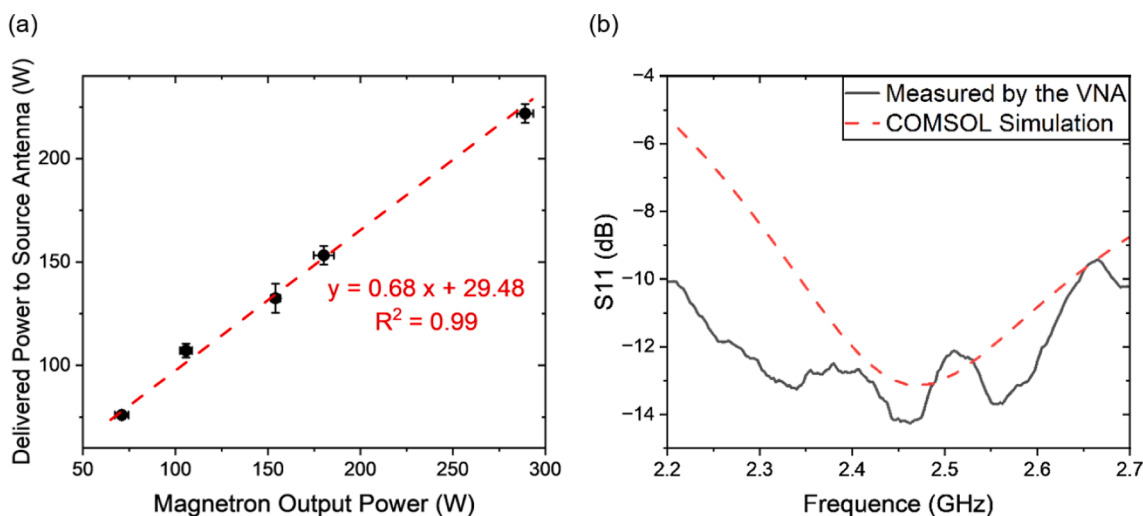 (a)
Delivered Power to Source Antenna (W)
200
150
100
y = 0.68 x + 29.48
R² = 0.99
50
100
150
200
250
300
Magnetron Output Power (W)
(b)
S11 (dB)
−4
−6
−8
−10
−12
−14
Measured by the VNA
COMSOL Simulation
2.2
2.3
2.4
2.5
2.6
2.7
Frequence (GHz)